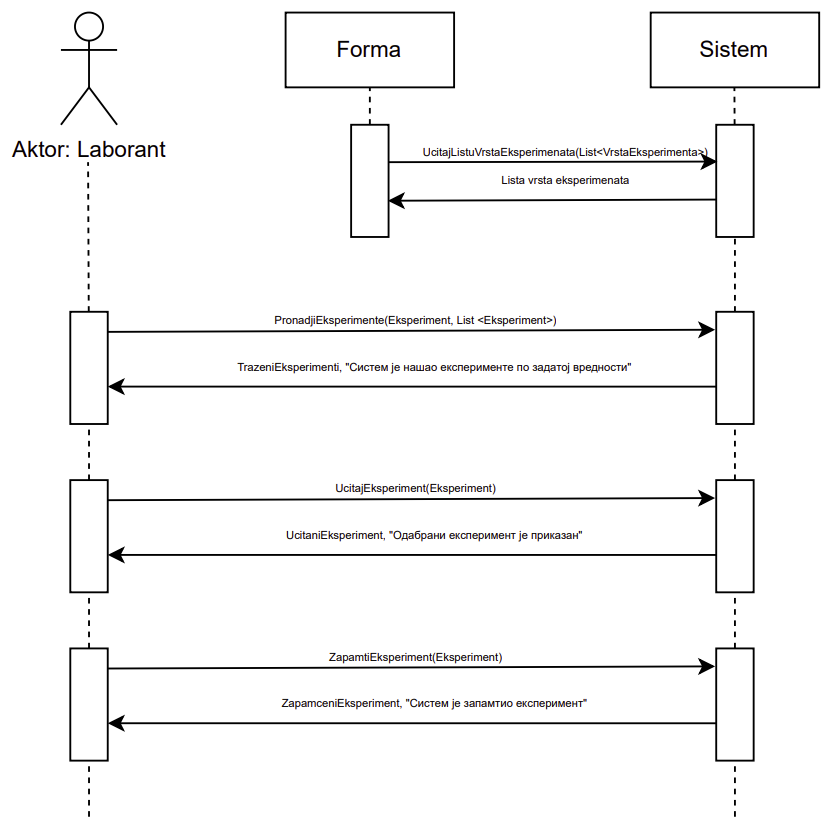 Forma
Sistem
Aktor: Laborant
UcitajListuVrstaEksperimenata(List<VrstaEksperimenta>)
Lista vrsta eksperimenata
PronadjiEksperimente(Eksperiment, List <Eksperiment>)
TrazeniEksperimenti, "Систем је нашао експерименте по задатој вредности"
UcitajEksperiment(Eksperiment)
UcitaniEksperiment, "Одабрани експеримент је приказан"
ZapamtiEksperiment(Eksperiment)
ZapamceniEksperiment, "Систем је запамтио експеримент"